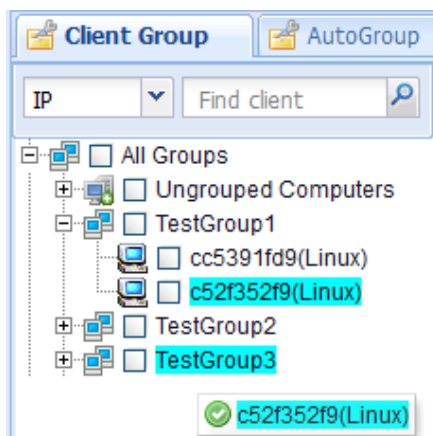 Client Group AutoGroup
IP Find client
All Groups
Ungrouped Computers
TestGroup1
cc5391fd9(Linux)
c52f352f9(Linux)
TestGroup2
TestGroup3
c52f352f9(Linux)